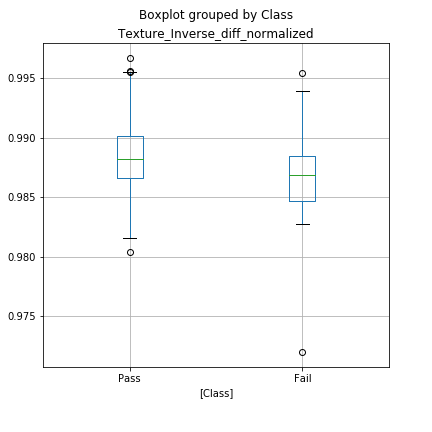 Boxplot grouped by Class
Texture_Inverse_diff_normalized
0.995
0.990
0.985
0.980
0.975
Pass Fail
[Class]